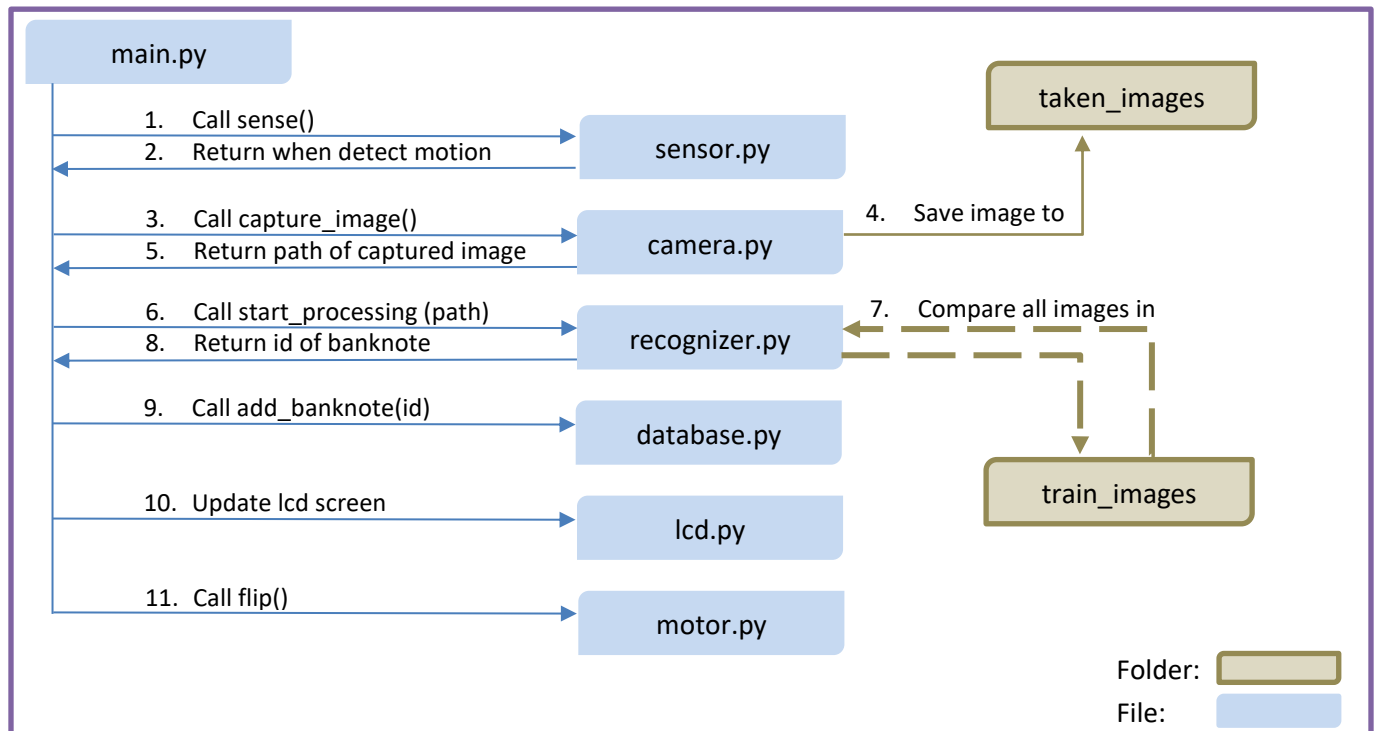 main.py
taken_images
1. Call sense()
2. Return when detect motion
sensor.py
3. Call capture_image()
4. Save image to
5. Return path of captured image
camera.py
6. Call start_processing (path)
7. Compare all images in
8. Return id of banknote
recognizer.py
9. Call add_banknote(id)
database.py
train_images
10. Update lcd screen
lcd.py
11. Call flip()
motor.py
Folder:
File: